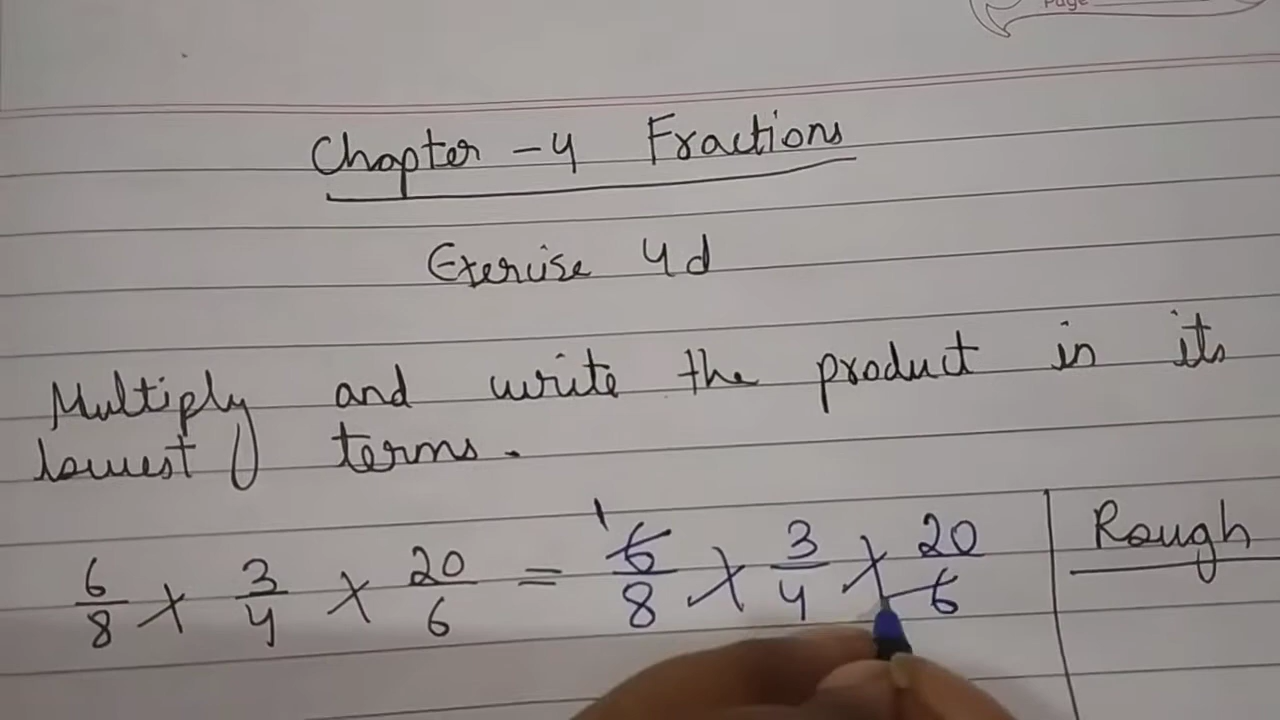 Page
Chapter - 4 Fractions
Exercise 4d
Multiply and write the product in its
lowest terms.
6/8 × 3/4 × 20/6 = 1 6/8 × 3/4 × 20/6
Rough